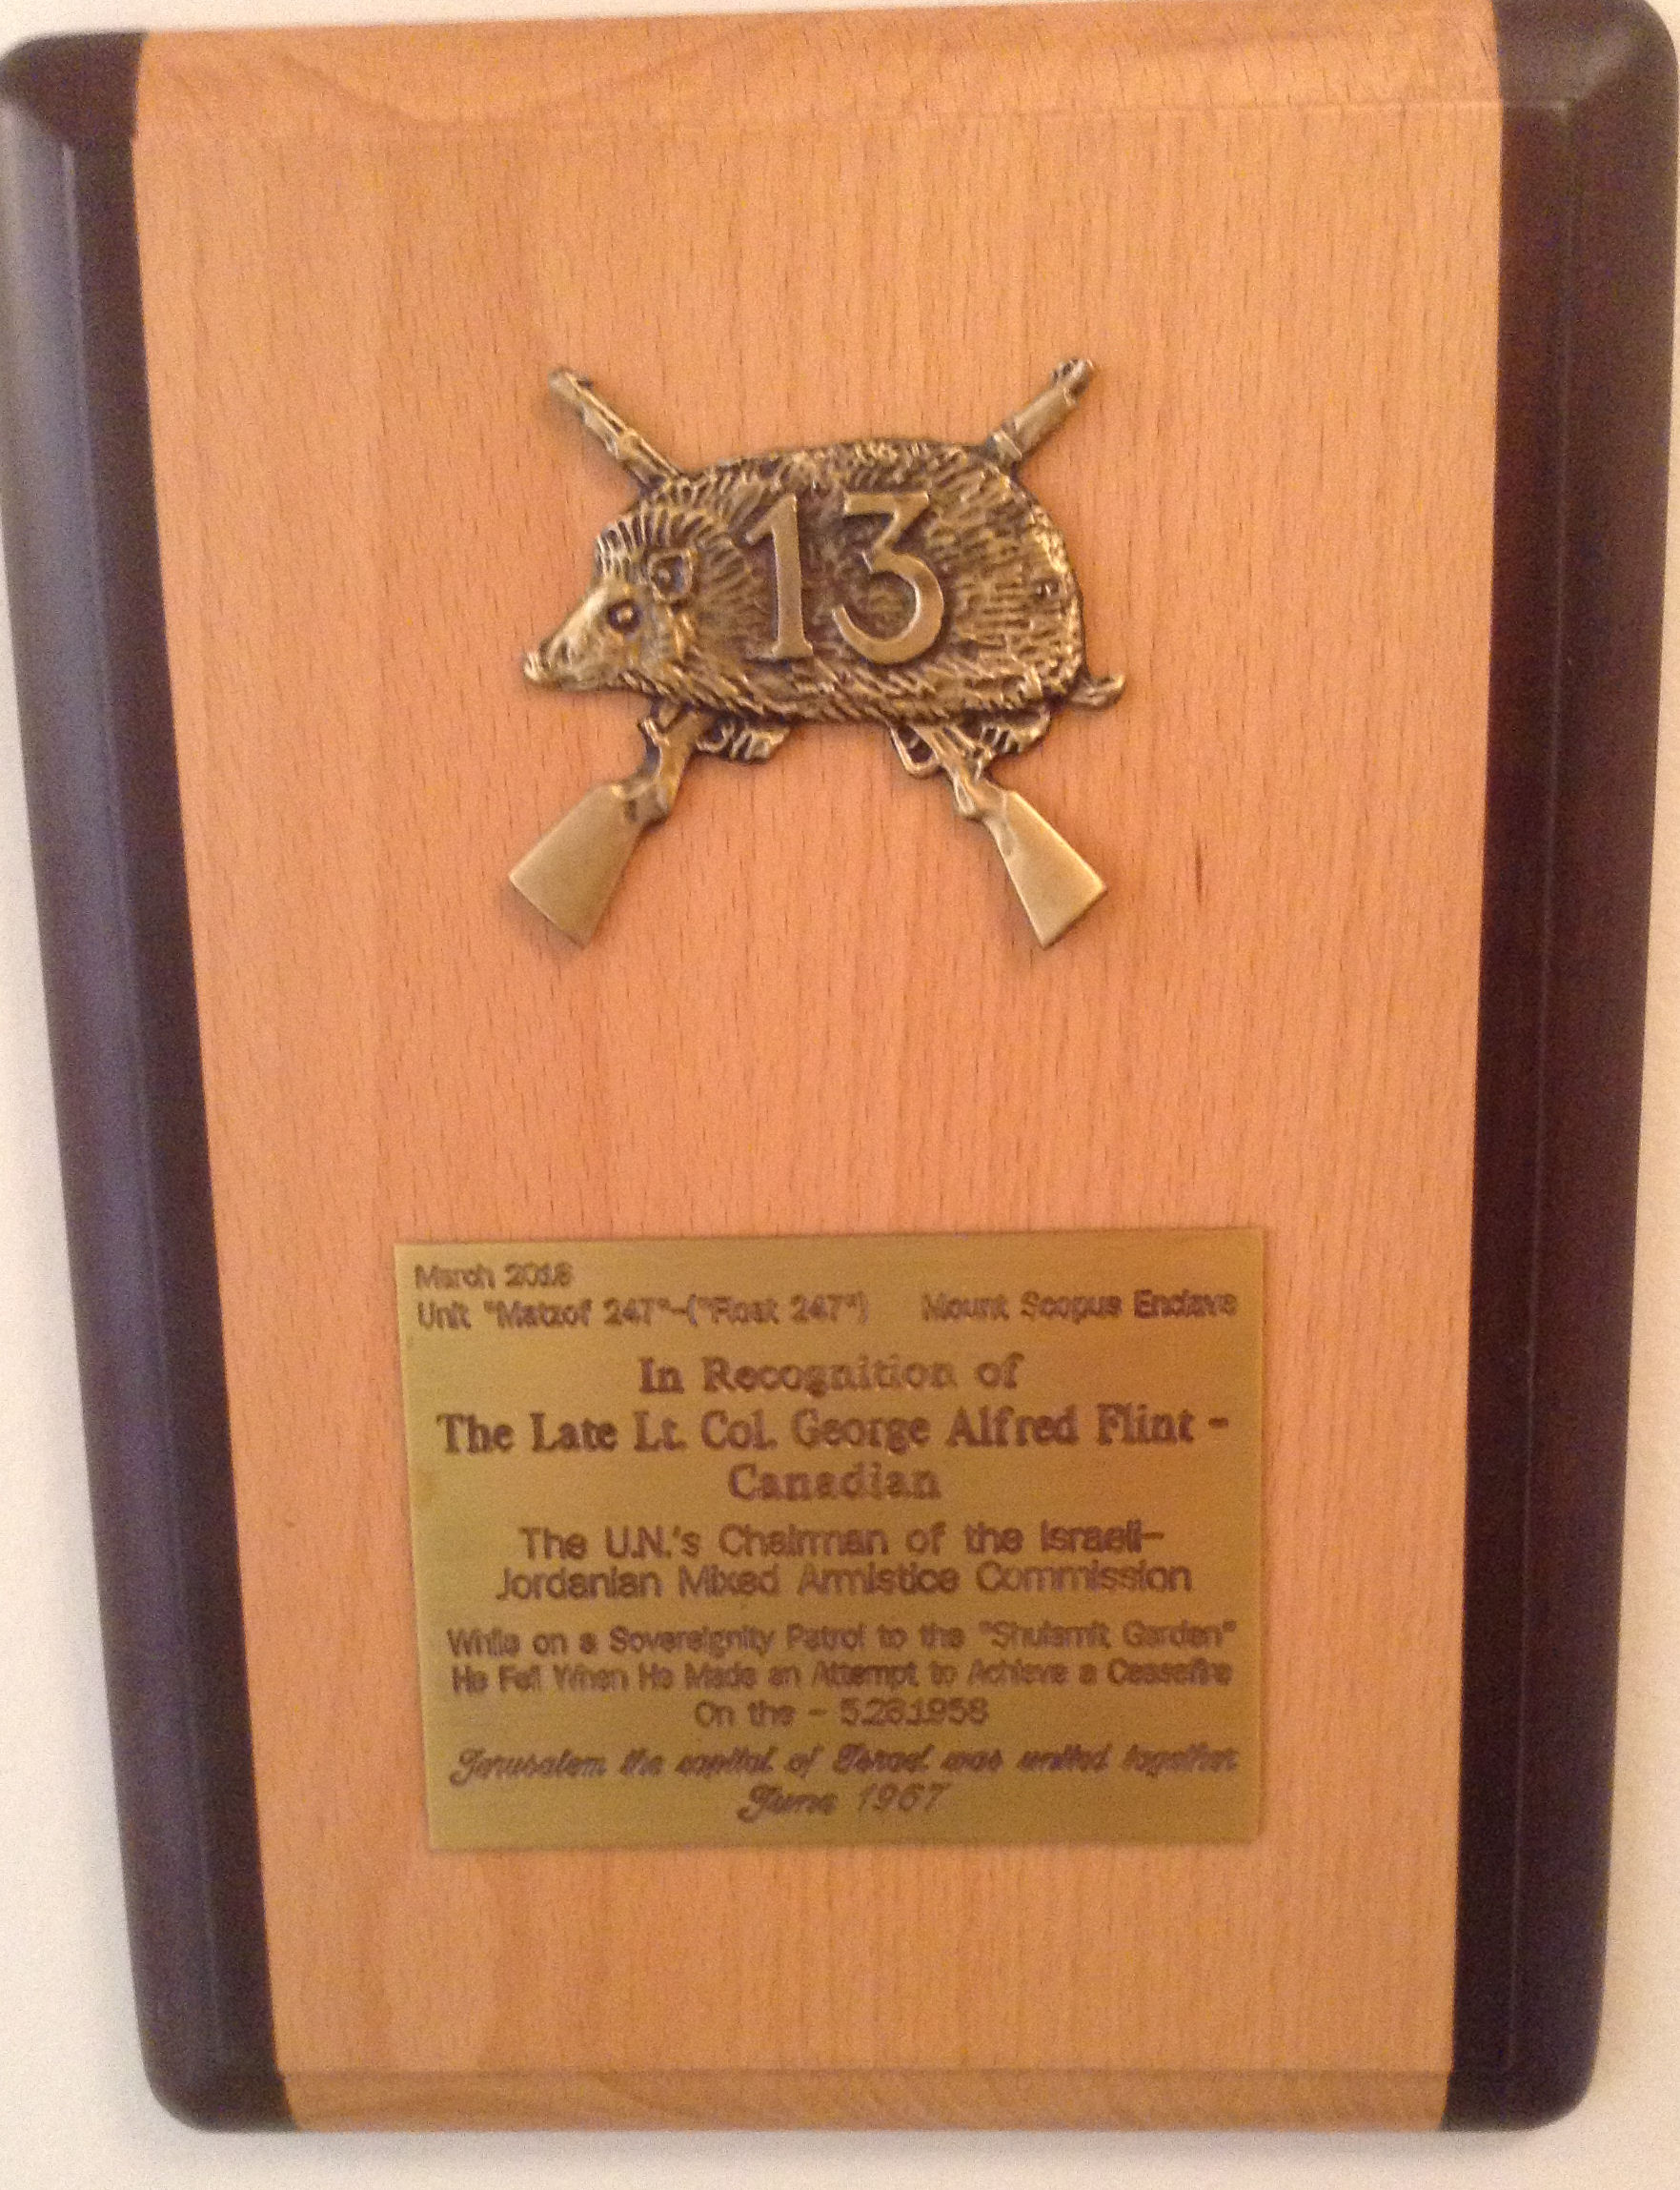 13
March 2018
Unit "Matzof 247"-("Float 247") Mount Scopus Enclave
In Recognition of
The Late Lt. Col. George Alfred Flint -
Canadian
The U.N.'s Chairman of the Israeli-
Jordanian Mixed Armistice Commission
While on a Sovereignity Patrol to the "Shulamit Garden"
He Fell When He Made an Attempt to Achieve a Ceasefire
On the - 5.26.1958
Jerusalem the capital of Israel was united together
June 1967